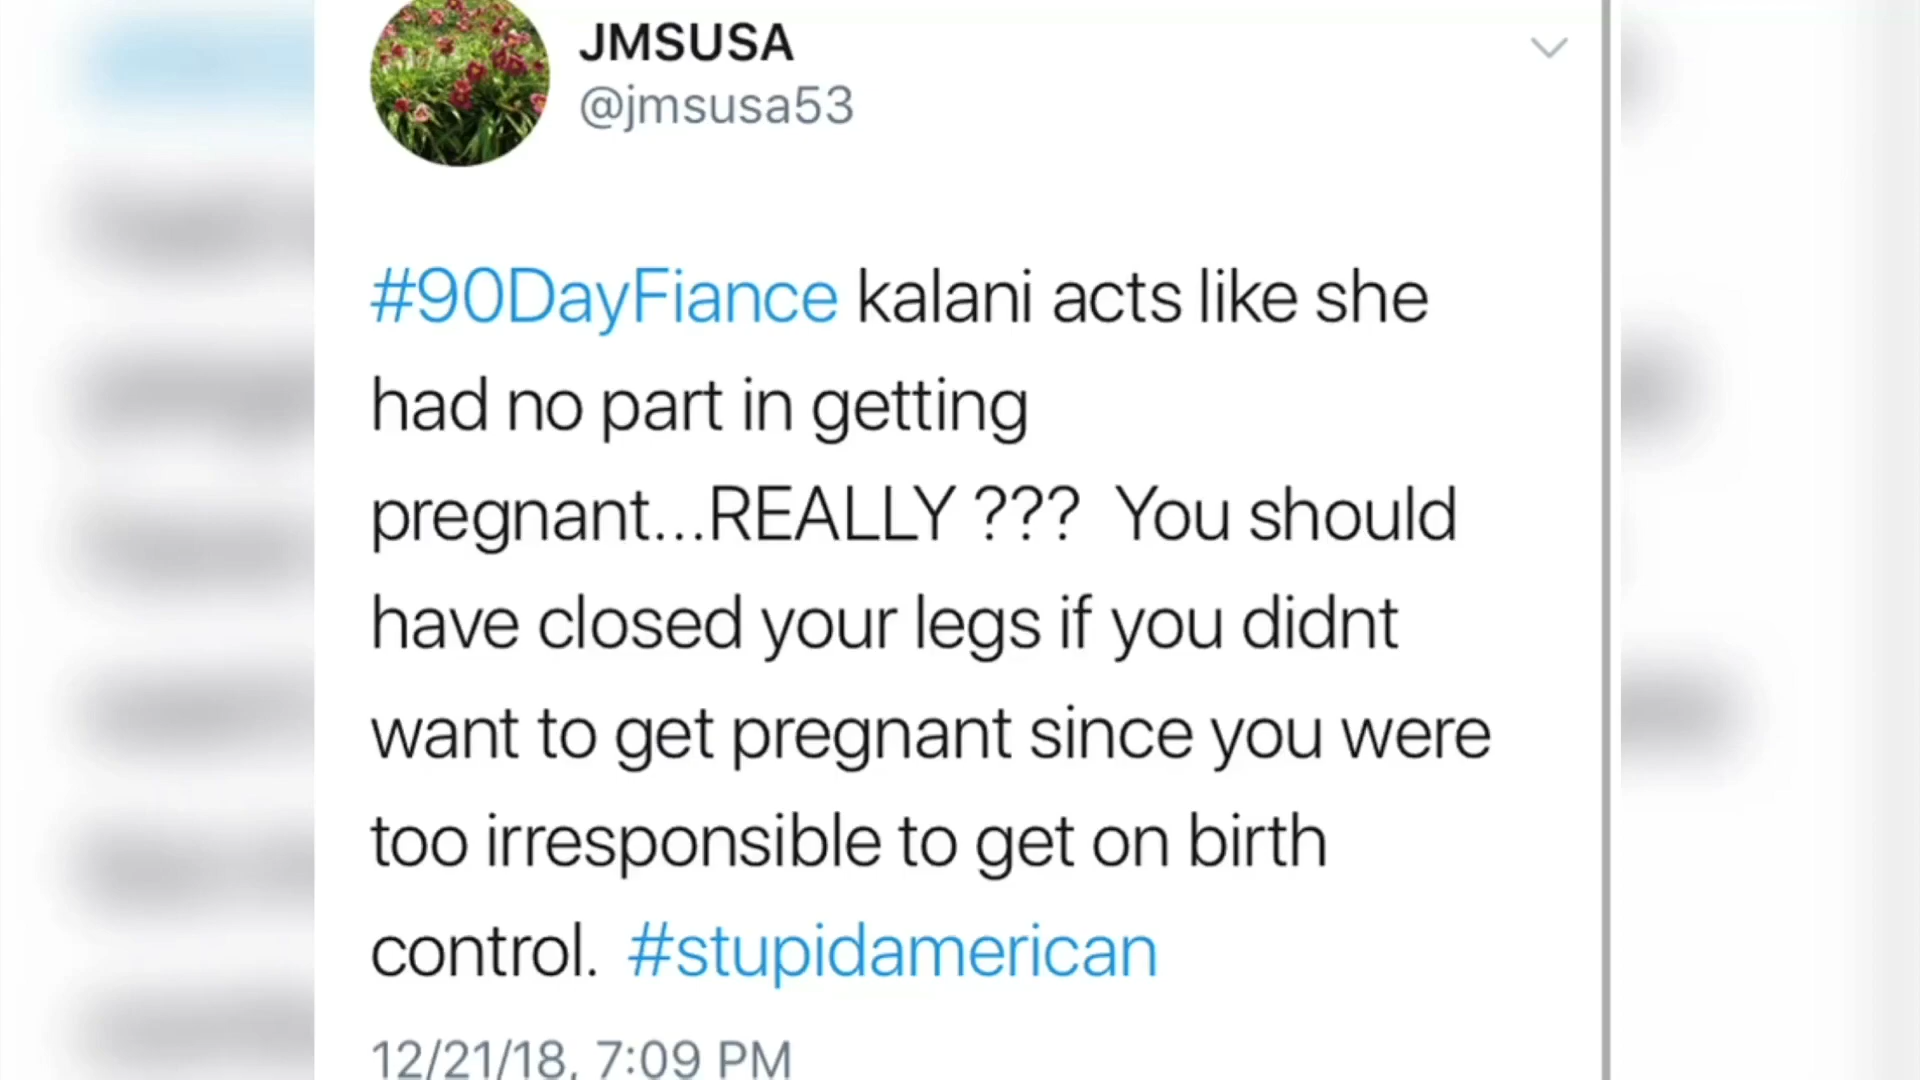 JMSUSA
@jmsusa53
#90DayFiance kalani acts like she
had no part in getting
pregnant...REALLY ??? You should
have closed your legs if you didnt
want to get pregnant since you were
too irresponsible to get on birth
control. #stupidamerican
12/21/18, 7:09 PM